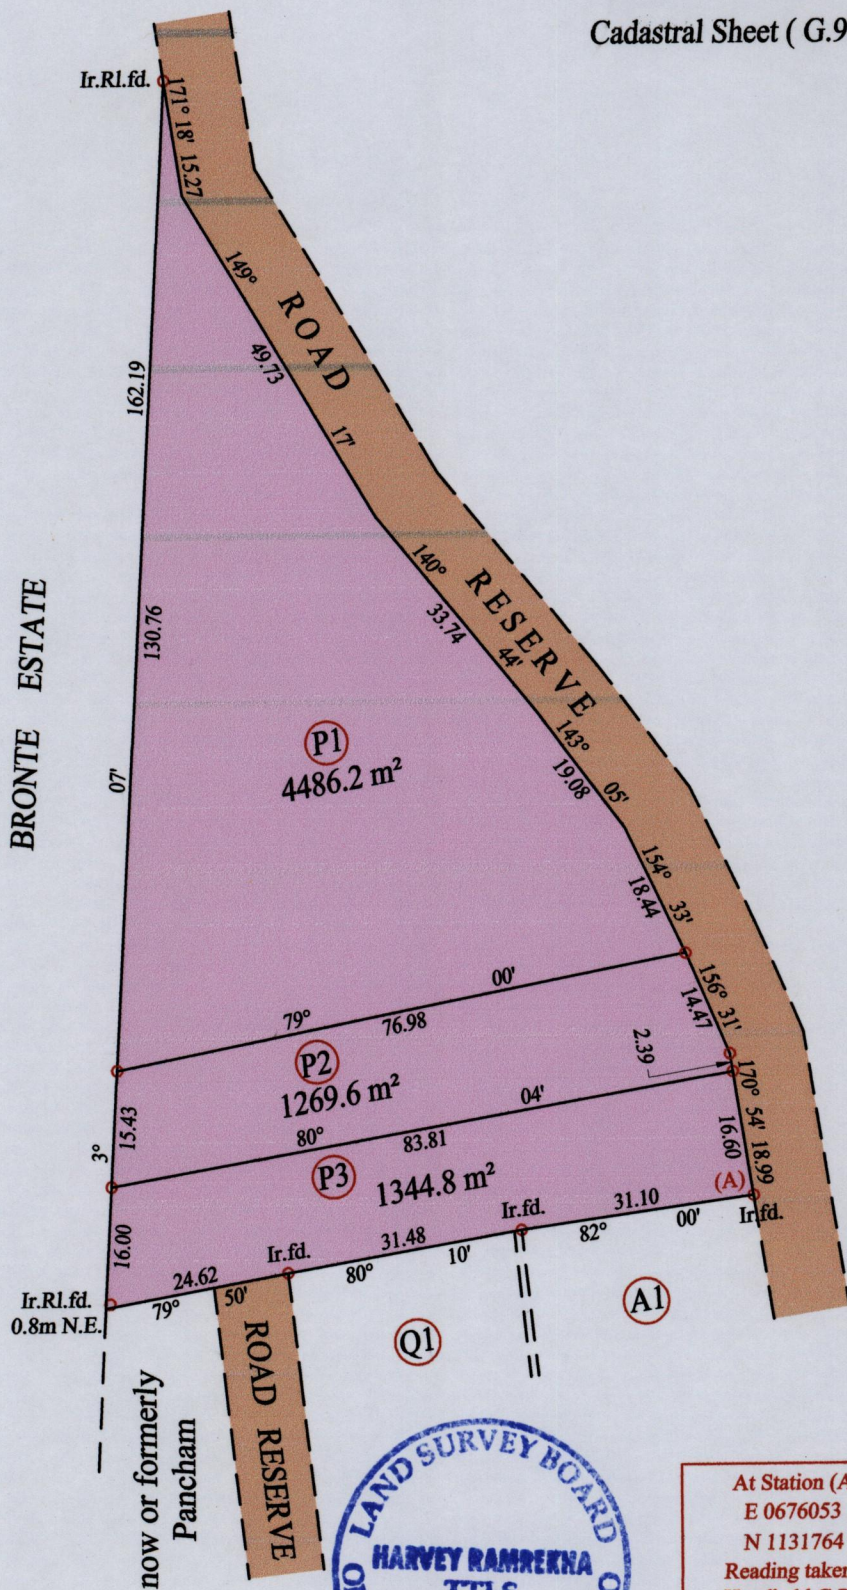 Cadastral Sheet ( G.9
Ir.Rl.fd.
171° 18' 15.27
149°
49.73
17'
ROAD
RESERVE
162.19
130.76
07'
3°
BRONTE ESTATE
140°
33.74
44'
143°
19.08
05'
P1
4486.2 m²
154°
18.44
33'
79°
76.98
00'
156° 31'
14.47
2.39
P2
1269.6 m²
15.43
80°
83.81
04'
170° 54' 18.99
16.60
P3
1344.8 m²
16.00
(A)
Ir.fd.
31.10
82°
00'
Ir.fd.
31.48
80°
10'
Ir.fd.
24.62
79°
50'
Ir.Rl.fd.
0.8m N.E.
Q1
A1
ROAD RESERVE
now or formerly
Pancham
LAND SURVEY BOARD O
HARVEY RAMREKHA
TTLS
At Station (A
E 0676053
N 1131764
Reading taken